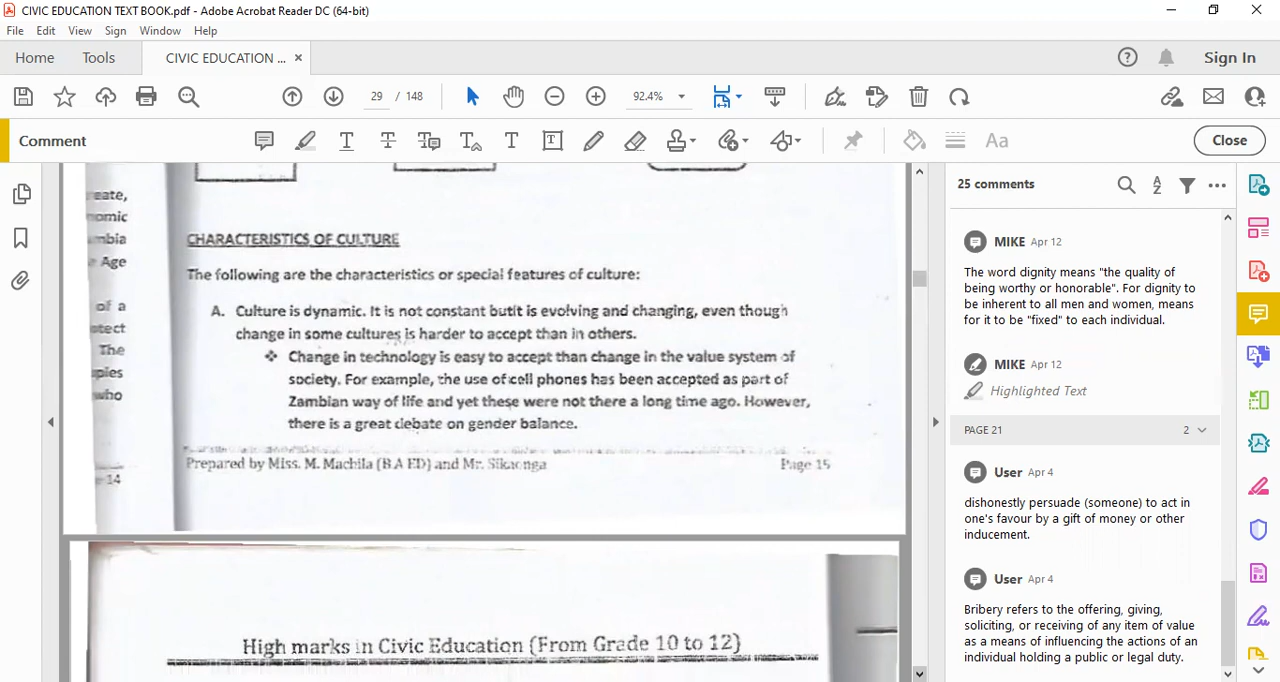 CIVIC EDUCATION TEXT BOOK.pdf - Adobe Acrobat Reader DC (64-bit)
File Edit View Sign Window Help
Home Tools CIVIC EDUCATION ... × Sign In
29 / 148 92.4%
Comment Close
25 comments
eate,
nomic
mbia
Age
of a
otect
The
who
14
CHARACTERISTICS OF CULTURE
The following are the characteristics or special features of culture:
A. Culture is dynamic. It is not constant butit is evolving and changing, even though
change in some cultures is harder to accept than in others.
❖ Change in technology is easy to accept than change in the value system of
society. For example, the use of cell phones has been accepted as part of
Zambian way of life and yet these were not there a long time ago. However,
there is a great debate on gender balance.
Prepared by Miss. M. Machila (B A ED) and Mr. Sikaonga Page 15
High marks in Civic Education (From Grade 10 to 12)
MIKE Apr 12
The word dignity means "the quality of
being worthy or honorable". For dignity to
be inherent to all men and women, means
for it to be "fixed" to each individual.
MIKE Apr 12
Highlighted Text
PAGE 21 2
User Apr 4
dishonestly persuade (someone) to act in
one's favour by a gift of money or other
inducement.
User Apr 4
Bribery refers to the offering, giving,
soliciting, or receiving of any item of value
as a means of influencing the actions of an
individual holding a public or legal duty.